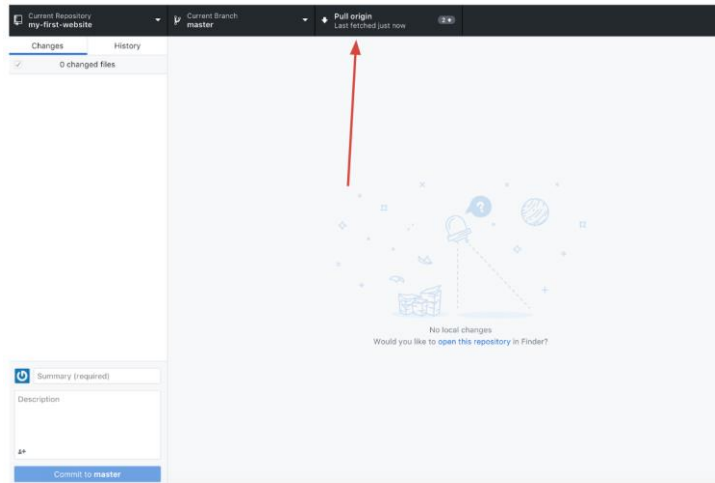 Current Repository
my-first-website
Current Branch
master
Pull origin
Last fetched just now
2
Changes
History
0 changed files
?
No local changes
Would you like to open this repository in Finder?
Summary (required)
Description
Commit to master